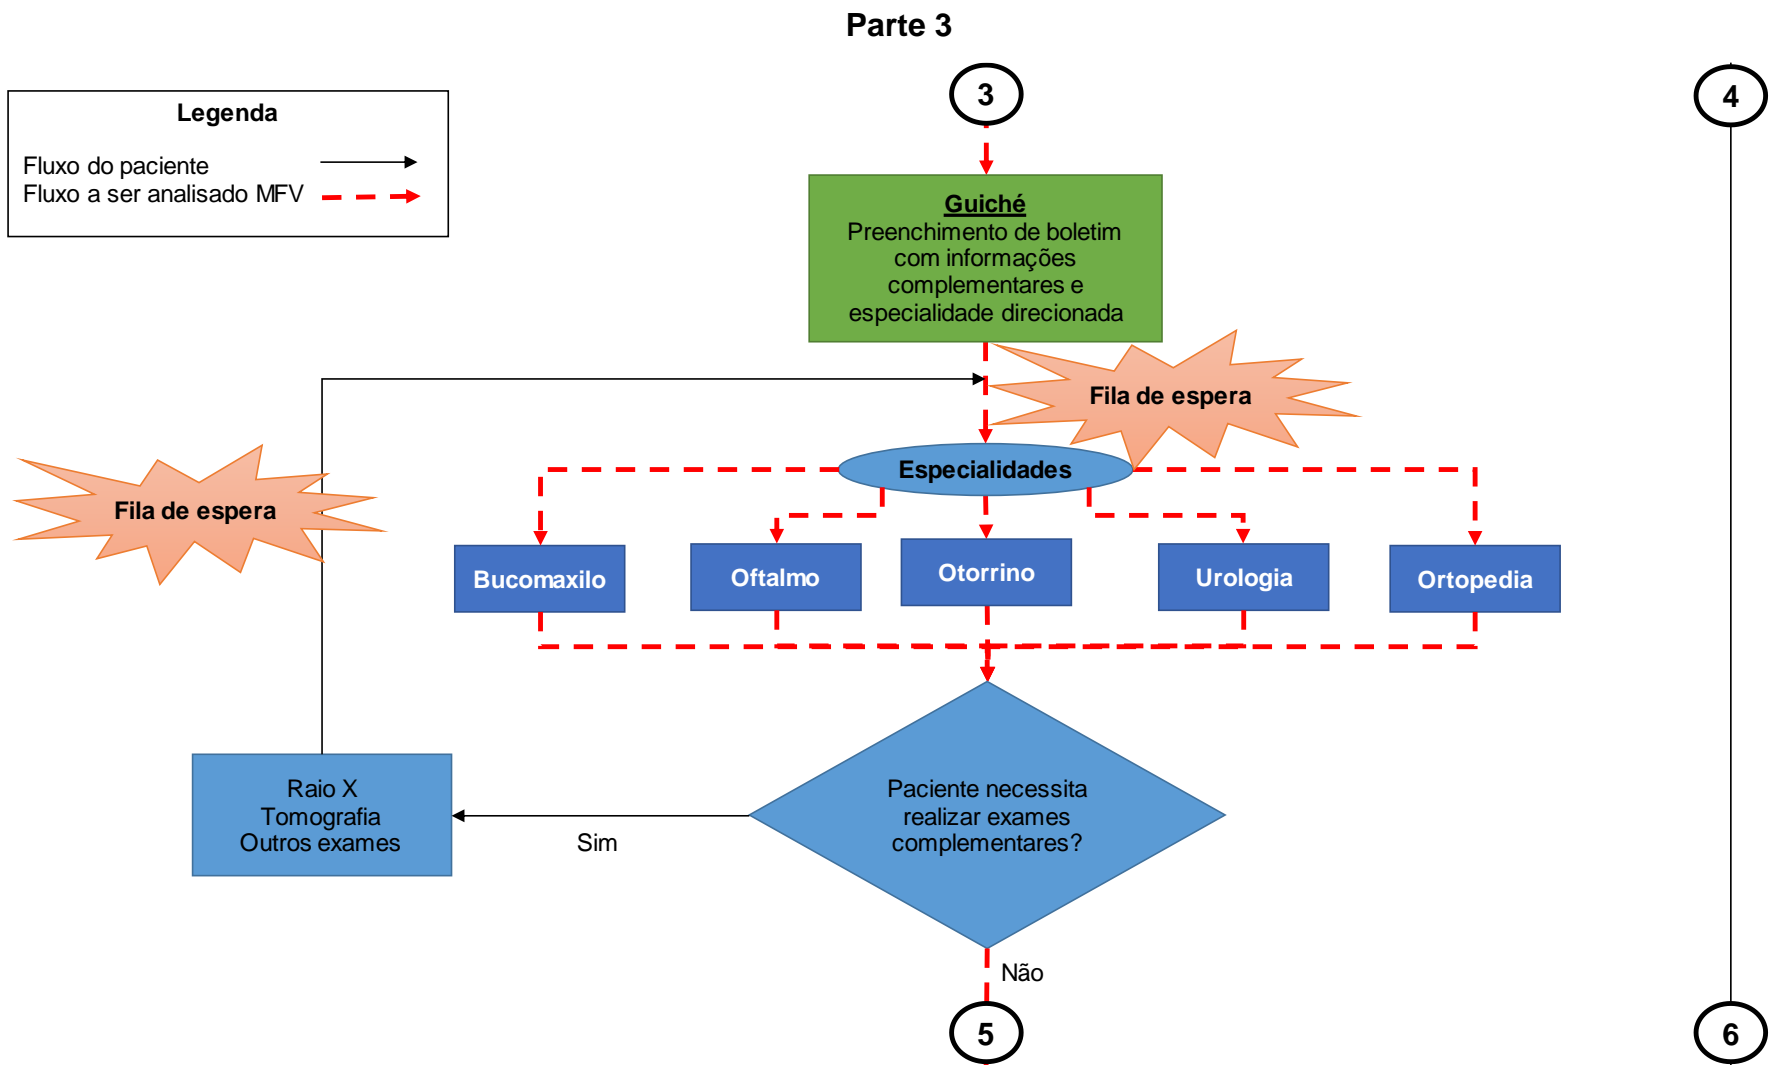 Parte 3
3
4
Legenda
Fluxo do paciente
Fluxo a ser analisado MFV
Guiché
Preenchimento de boletim
com informações
complementares e
especialidade direcionada
Fila de espera
Especialidades
Fila de espera
Bucomaxilo
Oftalmo
Otorrino
Urologia
Ortopedia
Paciente necessita
realizar exames
complementares?
Raio X
Tomografia
Outros exames
Sim
Não
5
6